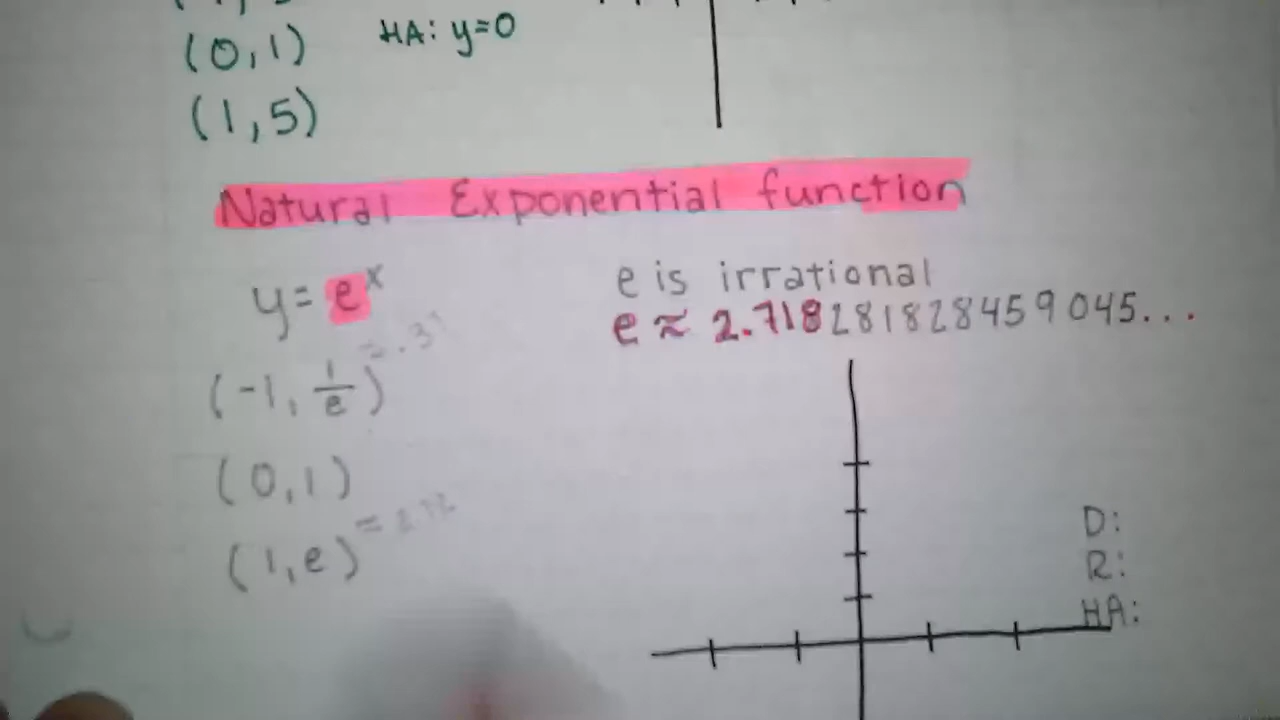 (0,1) HA: y=0
(1,5)
Natural Exponential function
y=e^x
e is irrational
e ≈ 2.718281828459045...
(-1, 1/e)
(0,1)
(1,e)
D:
R:
HA: